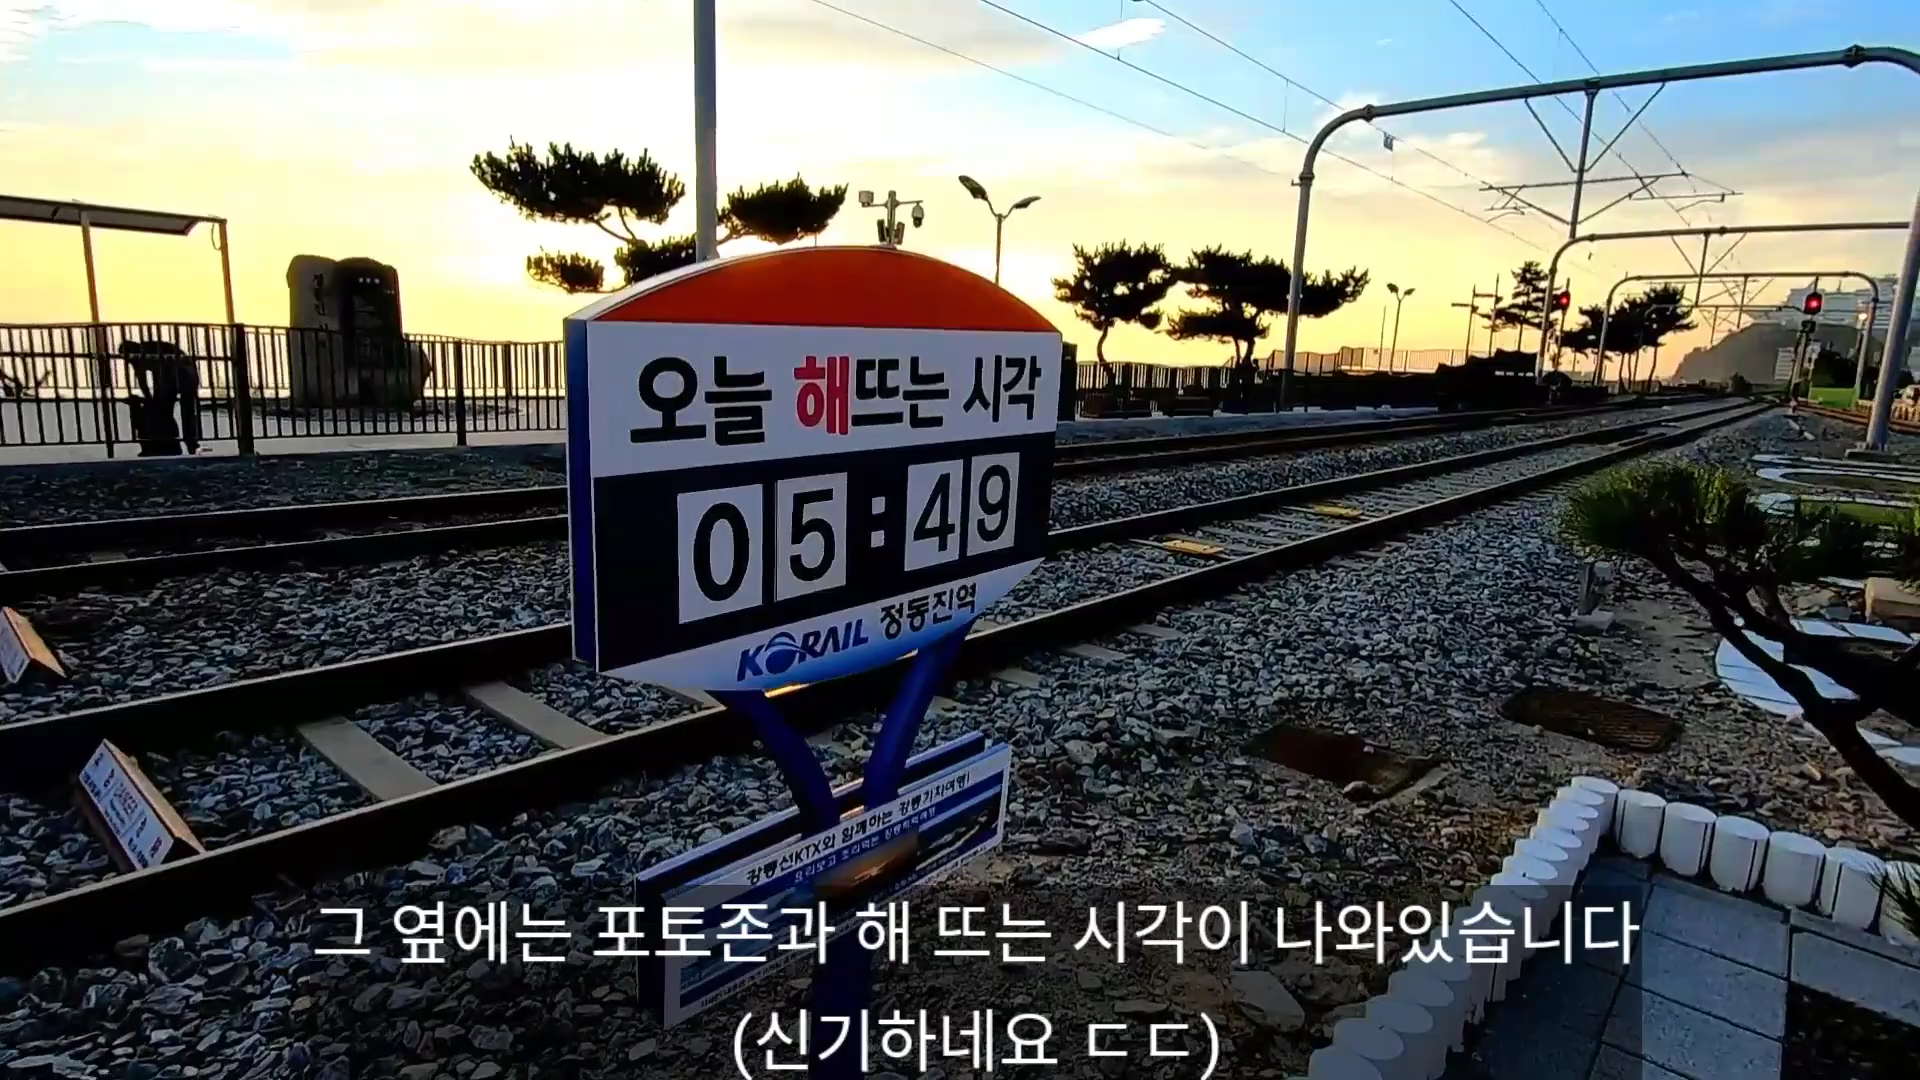 정동진
오늘 해뜨는 시각
05:49
KORAIL 정동진역
강릉선KTX와 함께하는 강릉기차여행!
그 옆에는 포토존과 해 뜨는 시각이 나와있습니다
(신기하네요 ㄷㄷ)